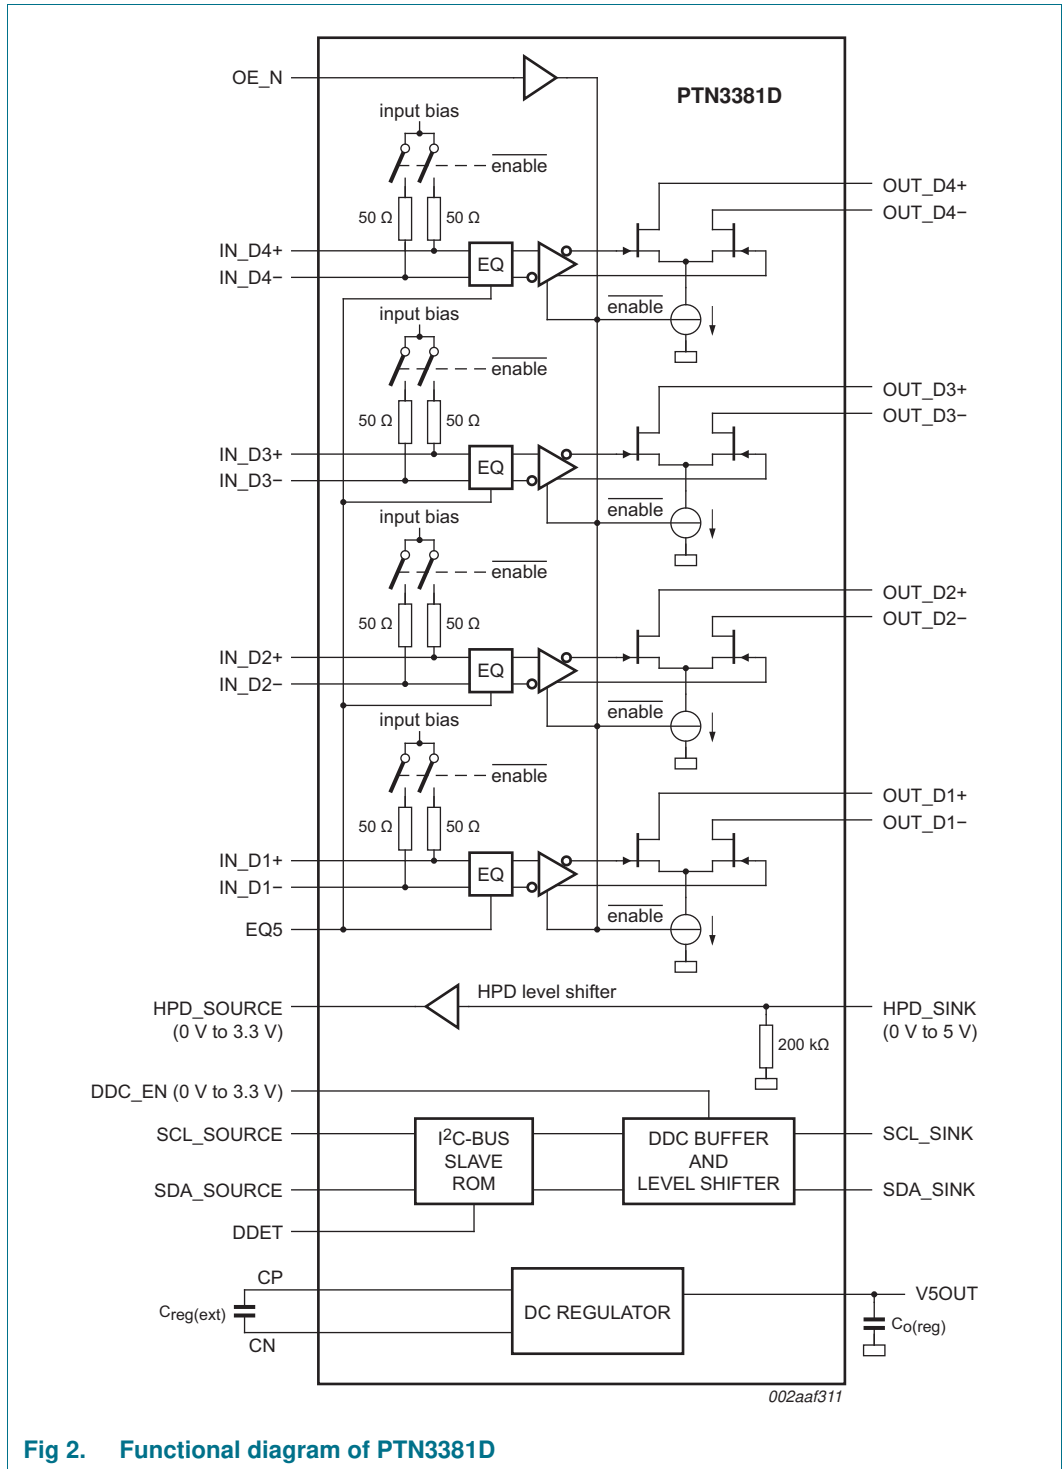 OE_N
PTN3381D
input bias
enable
OUT_D4+
50 Ω 50 Ω
OUT_D4−
IN_D4+
EQ
IN_D4−
enable
input bias
enable
OUT_D3+
50 Ω 50 Ω
OUT_D3−
IN_D3+
EQ
IN_D3−
enable
input bias
enable
OUT_D2+
50 Ω 50 Ω
OUT_D2−
IN_D2+
EQ
IN_D2−
enable
input bias
enable
OUT_D1+
50 Ω 50 Ω
OUT_D1−
IN_D1+
EQ
IN_D1−
enable
EQ5
HPD level shifter
HPD_SOURCE
(0 V to 3.3 V)
HPD_SINK
(0 V to 5 V)
200 kΩ
DDC_EN (0 V to 3.3 V)
SCL_SOURCE
I2C-BUS
SLAVE
ROM
DDC BUFFER
AND
LEVEL SHIFTER
SCL_SINK
SDA_SOURCE
SDA_SINK
DDET
CP
Creg(ext)
CN
DC REGULATOR
V5OUT
Co(reg)
002aaf311
Fig 2. Functional diagram of PTN3381D